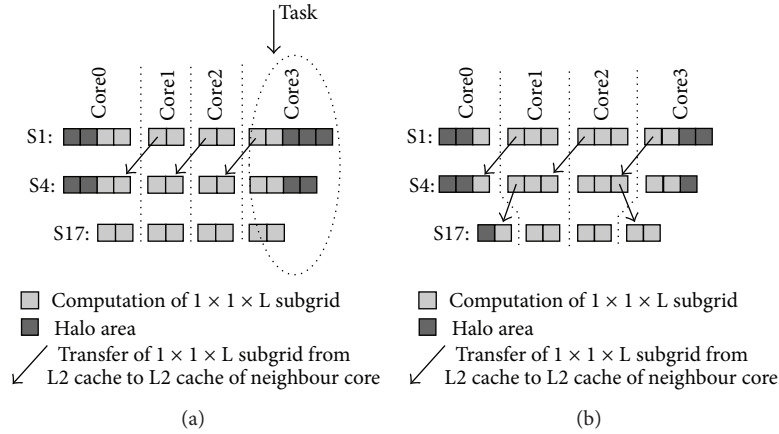 Task
Core0
Core1
Core2
Core3
S1:
S4:
S17:
Computation of 1 × 1 × L subgrid
Halo area
Transfer of 1 × 1 × L subgrid from
L2 cache to L2 cache of neighbour core
(a)
Core0
Core1
Core2
Core3
S1:
S4:
S17:
Computation of 1 × 1 × L subgrid
Halo area
Transfer of 1 × 1 × L subgrid from
L2 cache to L2 cache of neighbour core
(b)